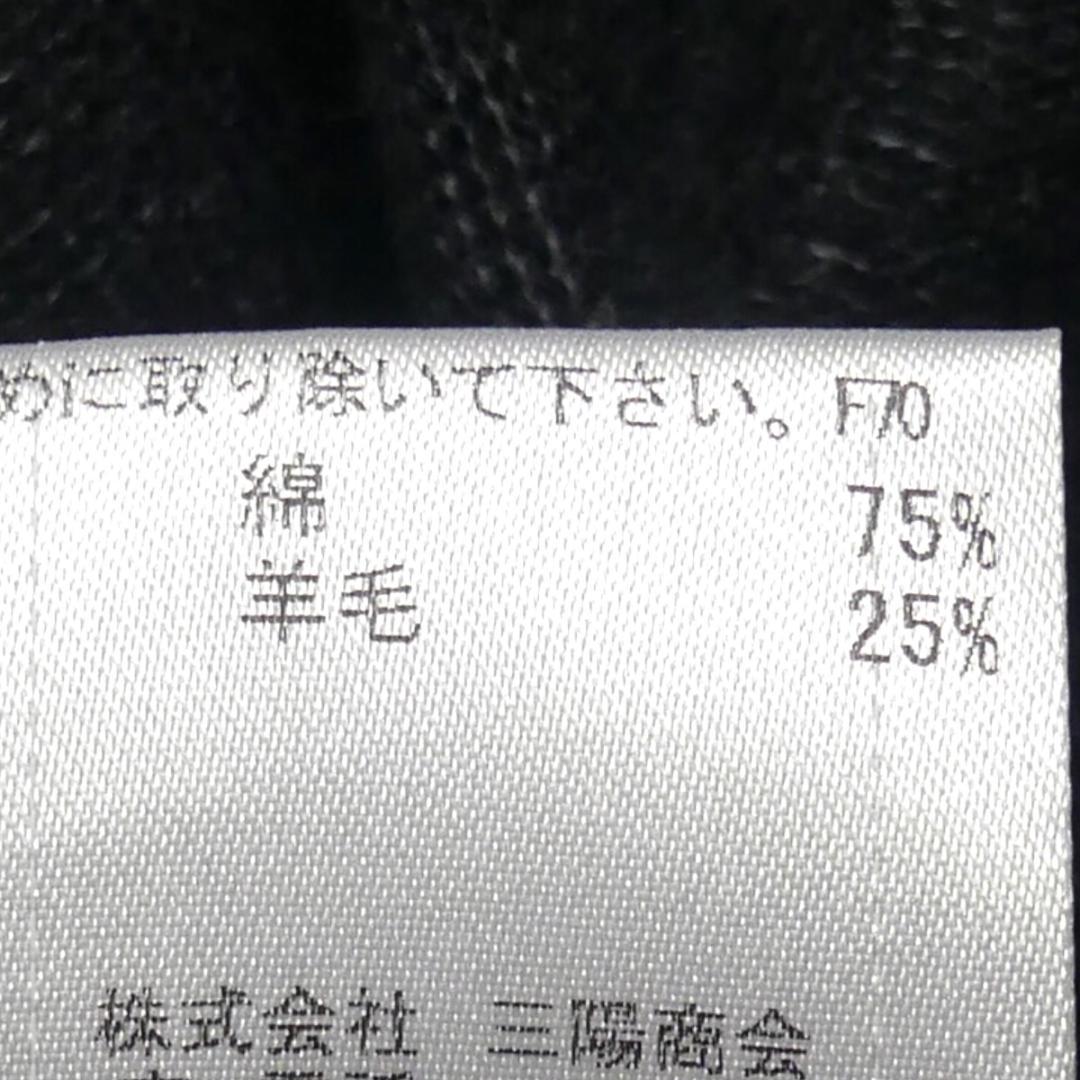 めに取り除いて下さい。F70
綿 75%
羊毛 25%
株式会社 三陽商会